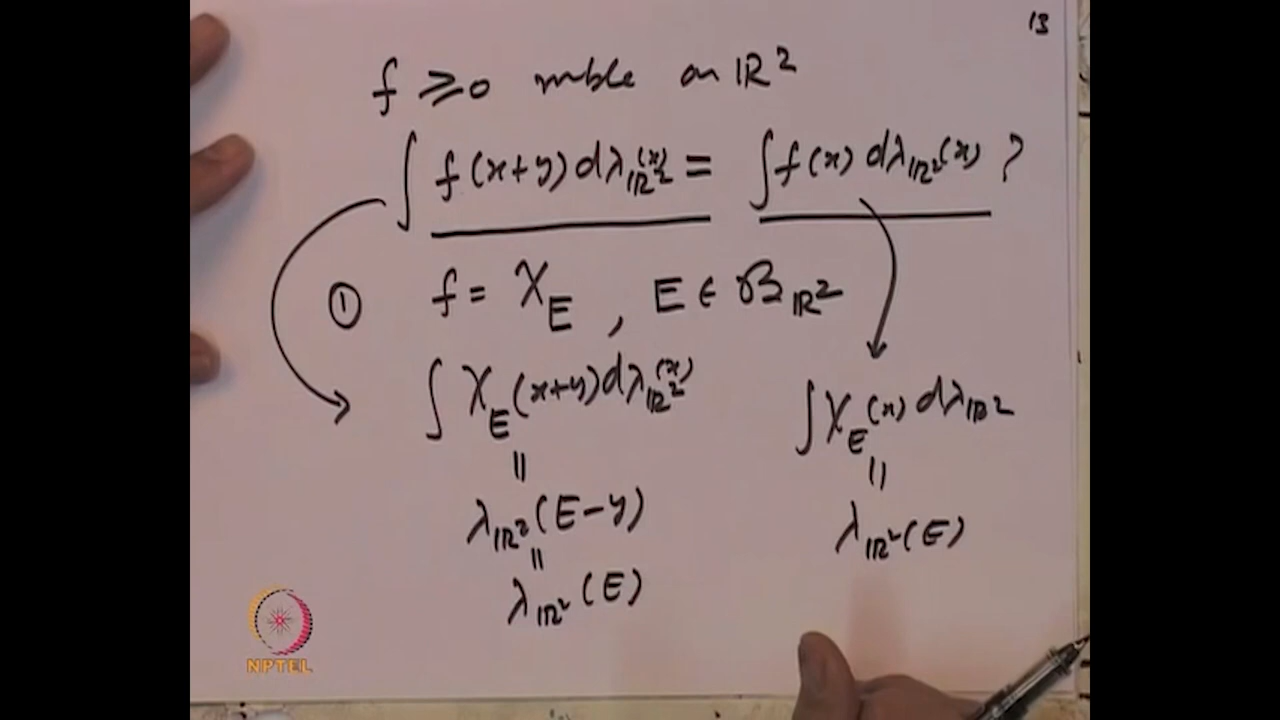 13
f ⩾ 0 mble on ℝ²
∫ f(x+y) dλ_ℝ²(x) = ∫ f(x) dλ_ℝ²(x) ?
① f = χ_E , E ∈ ℬ_ℝ²
∫ χ_E(x+y) dλ_ℝ²(x) ∫ χ_E(x) dλ_ℝ²
|| ||
λ_ℝ²(E−y) λ_ℝ²(E)
||
λ_ℝ²(E)
NPTEL